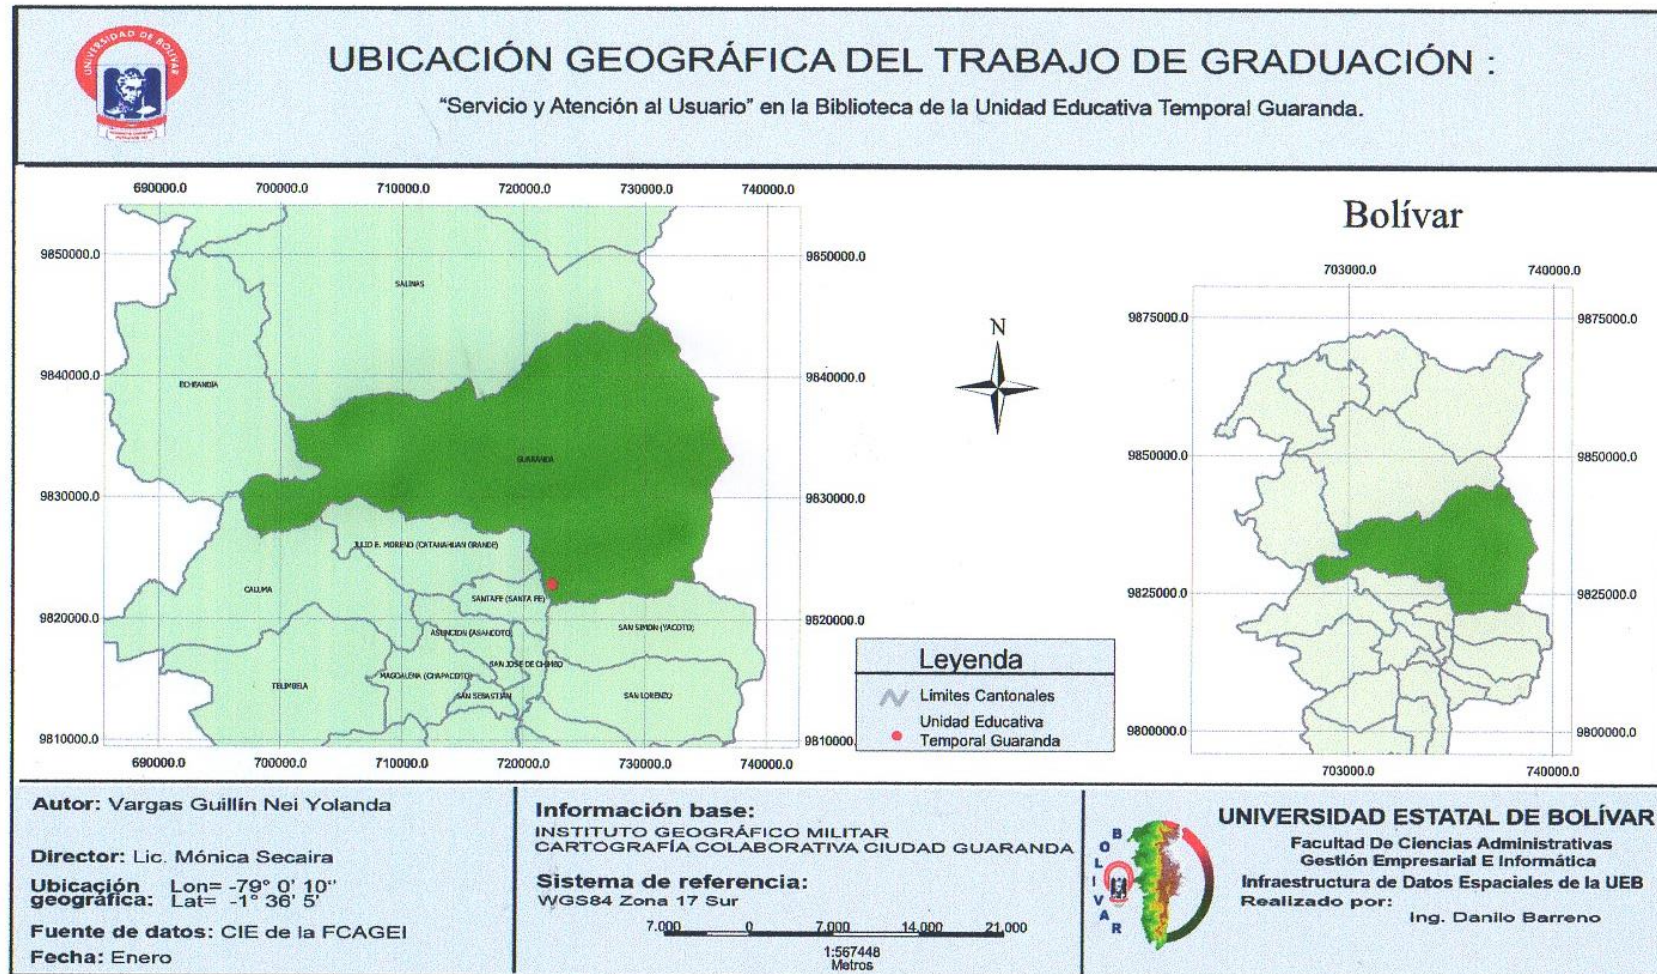 UNIVERSIDAD DE BOLÍVAR
UBICACIÓN GEOGRÁFICA DEL TRABAJO DE GRADUACIÓN :
“Servicio y Atención al Usuario” en la Biblioteca de la Unidad Educativa Temporal Guaranda.
690000.0 700000.0 710000.0 720000.0 730000.0 740000.0
9850000.0 9850000.0
SALINAS
9840000.0 9840000.0
ECHEANDIA
GUARANDA
9830000.0 9830000.0
JULIO E. MORENO (CATANAHUAN GRANDE)
CALUMA
SANTAFE (SANTA FE)
9820000.0 9820000.0
SAN SIMON (YACOTO)
ASUNCION (ASANCOTO)
SAN JOSE DE CHIMBO
MAGDALENA (CHAPACOTO)
TELIMBELA
SAN SEBASTIAN
SAN LORENZO
9810000.0 9810000.
690000.0 700000.0 710000.0 720000.0 730000.0 740000.0
N
Leyenda
Limites Cantonales
Unidad Educativa
Temporal Guaranda
Bolívar
703000.0 740000.0
9875000.0 9875000.0
9850000.0 9850000.0
9825000.0 9825000.0
9800000.0 9800000.0
703000.0 740000.0
Autor: Vargas Guillín Nei Yolanda
Director: Lic. Mónica Secaira
Ubicación Lon= -79° 0' 10"
geográfica: Lat= -1° 36' 5'
Fuente de datos: CIE de la FCAGEI
Fecha: Enero
Información base:
INSTITUTO GEOGRÁFICO MILITAR
CARTOGRAFÍA COLABORATIVA CIUDAD GUARANDA
Sistema de referencia:
WGS84 Zona 17 Sur
7.000 0 7.000 14.000 21.000
1:567448
Metros
BOLIVAR
UNIVERSIDAD ESTATAL DE BOLÍVAR
Facultad De Ciencias Administrativas
Gestión Empresarial E Informática
Infraestructura de Datos Espaciales de la UEB
Realizado por:
Ing. Danilo Barreno